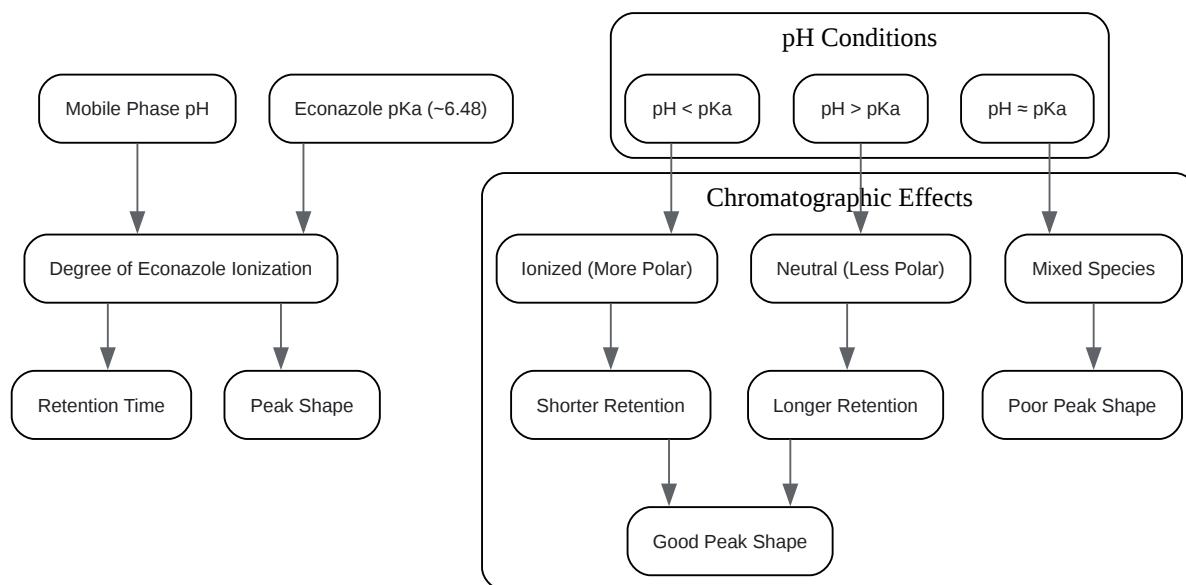 pH Conditions
Mobile Phase pH
Econazole pKa (~6.48)
pH < pKa
pH > pKa
pH ≈ pKa
Chromatographic Effects
Degree of Econazole Ionization
Ionized (More Polar)
Neutral (Less Polar)
Mixed Species
Retention Time
Peak Shape
Shorter Retention
Longer Retention
Poor Peak Shape
Good Peak Shape